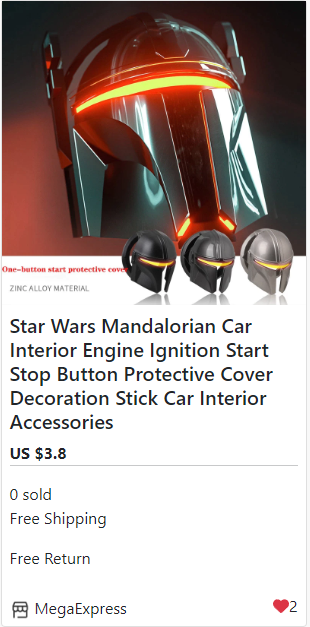 One-button start protective cover
ZINC ALLOY MATERIAL
Star Wars Mandalorian Car
Interior Engine Ignition Start
Stop Button Protective Cover
Decoration Stick Car Interior
Accessories
US $3.8
0 sold
Free Shipping
Free Return
MegaExpress
2